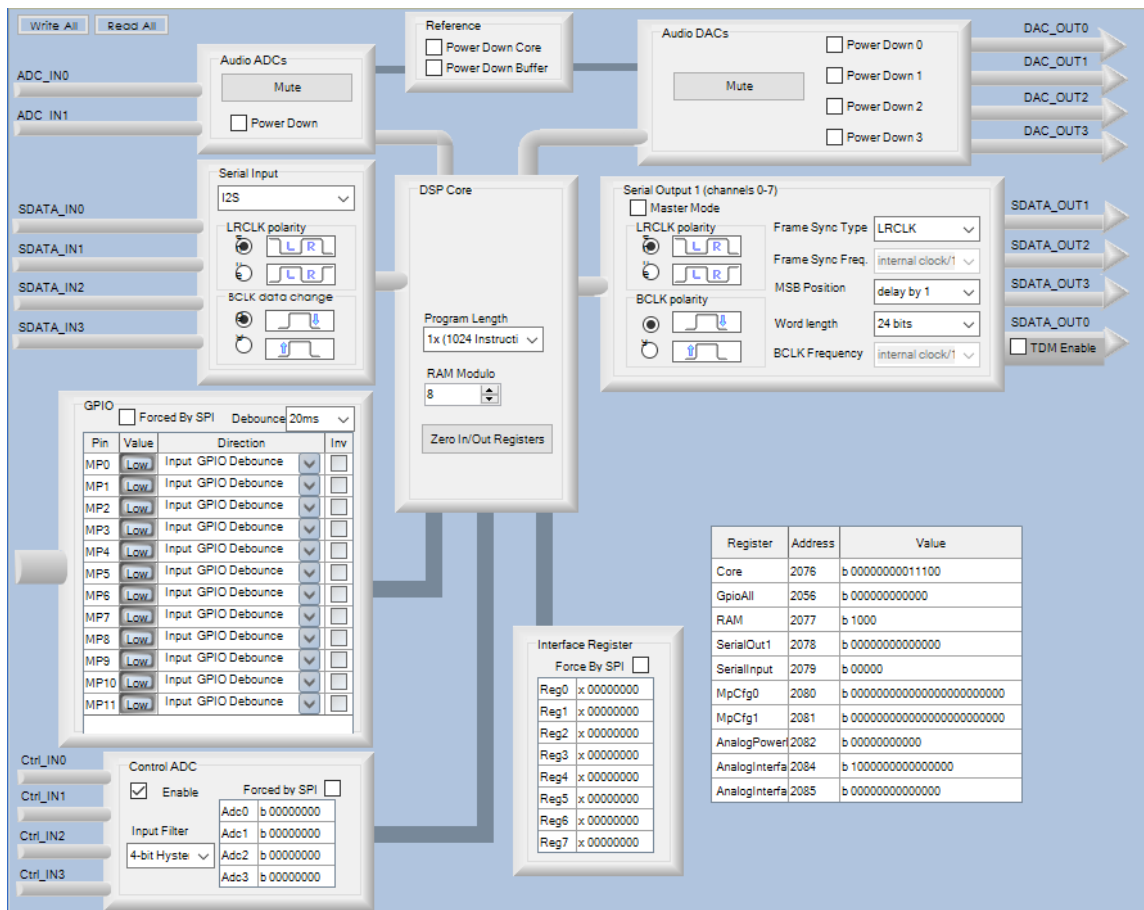 Write All Read All
ADC_IN0
ADC IN1
Audio ADCs
Mute
Power Down
Reference
Power Down Core
Power Down Buffer
Audio DACs
Mute
Power Down 0
Power Down 1
Power Down 2
Power Down 3
DAC_OUT0
DAC_OUT1
DAC_OUT2
DAC_OUT3
SDATA_IN0
SDATA_IN1
SDATA_IN2
SDATA_IN3
Serial Input
I2S
LRCLK polarity
L R
L R
BCLK data change
DSP Core
Program Length
1x (1024 Instructi
RAM Modulo
8
Zero In/Out Registers
Serial Output 1 (channels 0-7)
Master Mode
LRCLK polarity
L R
L R
BCLK polarity
Frame Sync Type LRCLK
Frame Sync Freq. internal clock/1
MSB Position delay by 1
Word length 24 bits
BCLK Frequency internal clock/1
SDATA_OUT1
SDATA_OUT2
SDATA_OUT3
SDATA_OUT0
TDM Enable
GPIO Forced By SPI Debounce 20ms
Pin Value Direction Inv
MP0 Low Input GPIO Debounce
MP1 Low Input GPIO Debounce
MP2 Low Input GPIO Debounce
MP3 Low Input GPIO Debounce
MP4 Low Input GPIO Debounce
MP5 Low Input GPIO Debounce
MP6 Low Input GPIO Debounce
MP7 Low Input GPIO Debounce
MP8 Low Input GPIO Debounce
MP9 Low Input GPIO Debounce
MP10 Low Input GPIO Debounce
MP11 Low Input GPIO Debounce
Ctrl_IN0
Ctrl_IN1
Ctrl_IN2
Ctrl_IN3
Control ADC
Enable Forced by SPI
Input Filter
4-bit Hyste
Adc0 b 00000000
Adc1 b 00000000
Adc2 b 00000000
Adc3 b 00000000
Interface Register
Force By SPI
Reg0 x 00000000
Reg1 x 00000000
Reg2 x 00000000
Reg3 x 00000000
Reg4 x 00000000
Reg5 x 00000000
Reg6 x 00000000
Reg7 x 00000000
Register Address Value
Core 2076 b 00000000011100
GpioAll 2056 b 000000000000
RAM 2077 b 1000
SerialOut1 2078 b 00000000000000
SerialInput 2079 b 00000
MpCfg0 2080 b 000000000000000000000000
MpCfg1 2081 b 000000000000000000000000
AnalogPower 2082 b 00000000000
AnalogInterfa 2084 b 1000000000000000
AnalogInterfa 2085 b 00000000000000